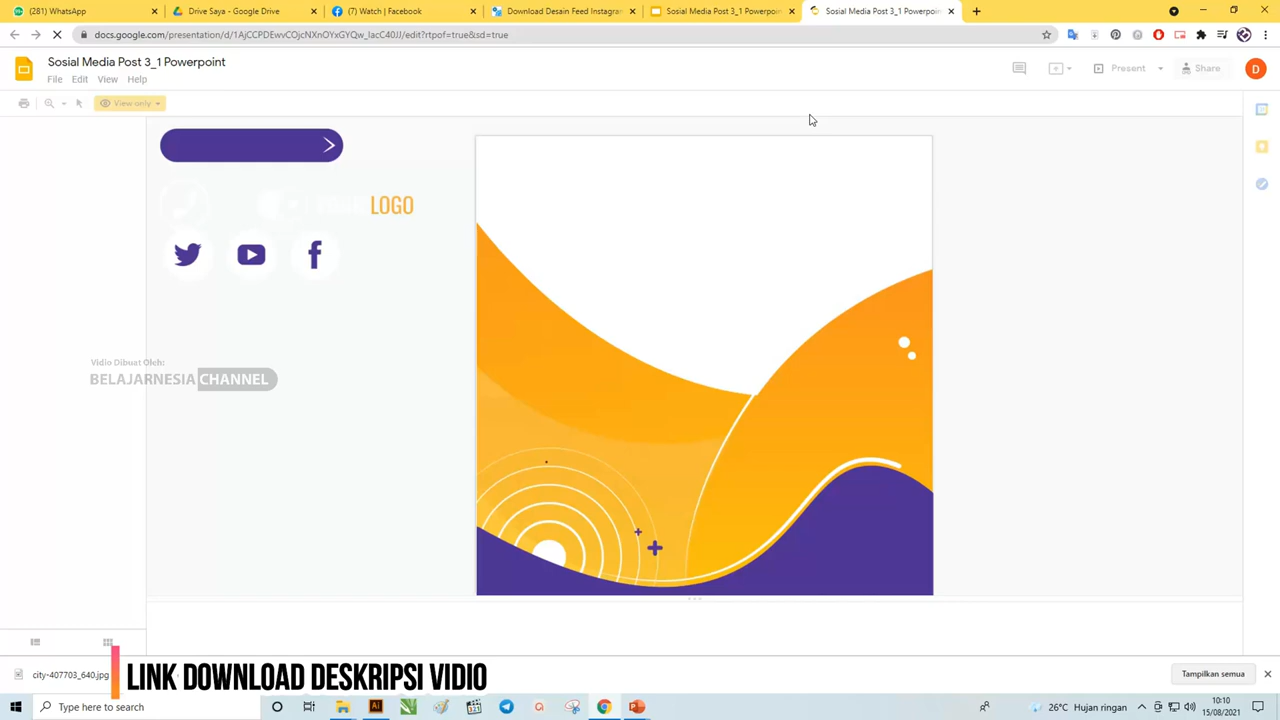 (281) WhatsApp
Drive Saya - Google Drive
(7) Watch | Facebook
Download Desain Feed Instagram
Sosial Media Post 3_1 Powerpoint
Sosial Media Post 3_1 Powerpoint
docs.google.com/presentation/d/1AjCCPDEwvCOjcNXnOYxGYQw_IacC40JJ/edit?rtpof=true&sd=true
Sosial Media Post 3_1 Powerpoint
File Edit View Help
Present
Share
D
View only
LOGO
Vidio Dibuat Oleh:
BELAJARNESIA CHANNEL
city-407703_640.jpg
LINK DOWNLOAD DESKRIPSI VIDIO
Tampilkan semua
Type here to search
26°C Hujan ringan
10:10
15/08/2021